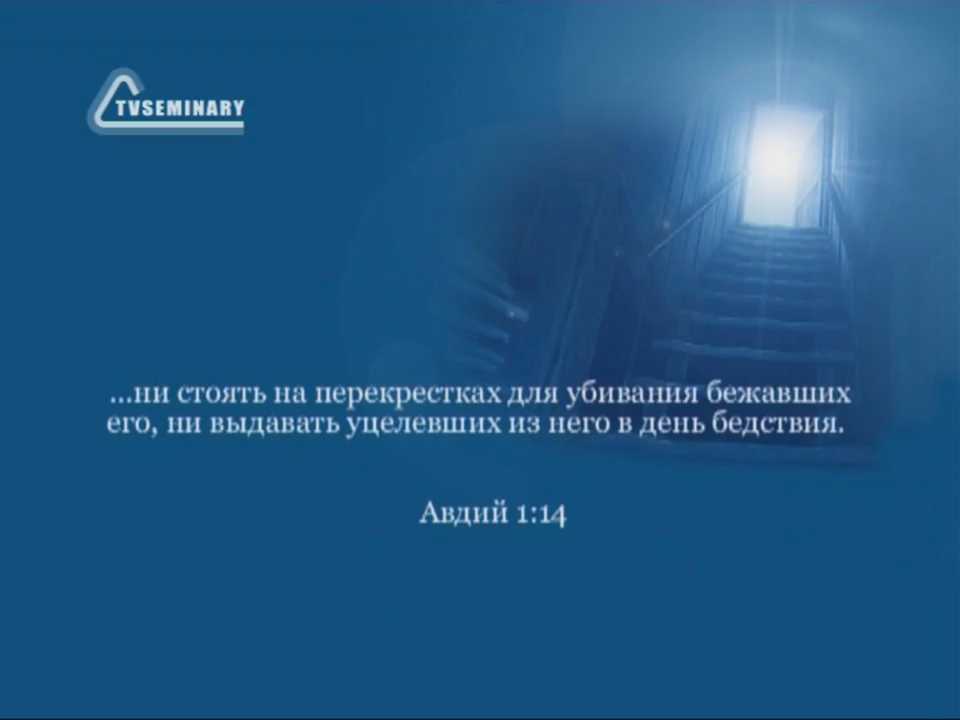 TVSEMINARY
...ни стоять на перекрестках для убивания бежавших
его, ни выдавать уцелевших из него в день бедствия.
Авдий 1:14